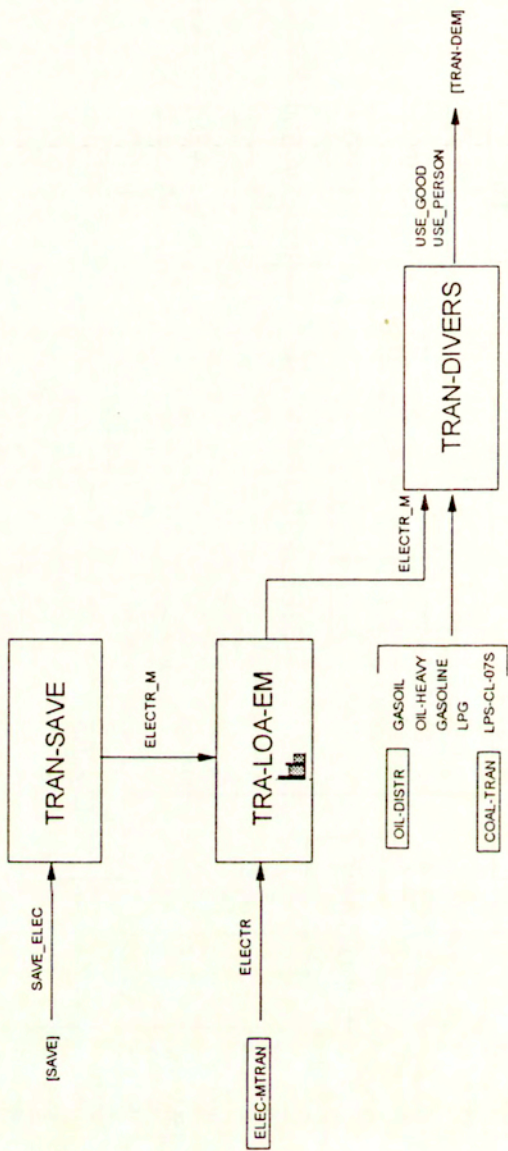 [SAVE]
SAVE_ELEC
TRAN-SAVE
ELECTR_M
ELEC-MTRAN
ELECTR
TRA-LOA-EM
ELECTR_M
OIL-DISTR
GASOIL
OIL-HEAVY
GASOLINE
LPG
COAL-TRAN
LPS-CL-07S
TRAN-DIVERS
USE_GOOD
USE_PERSON
[TRAN-DEM]